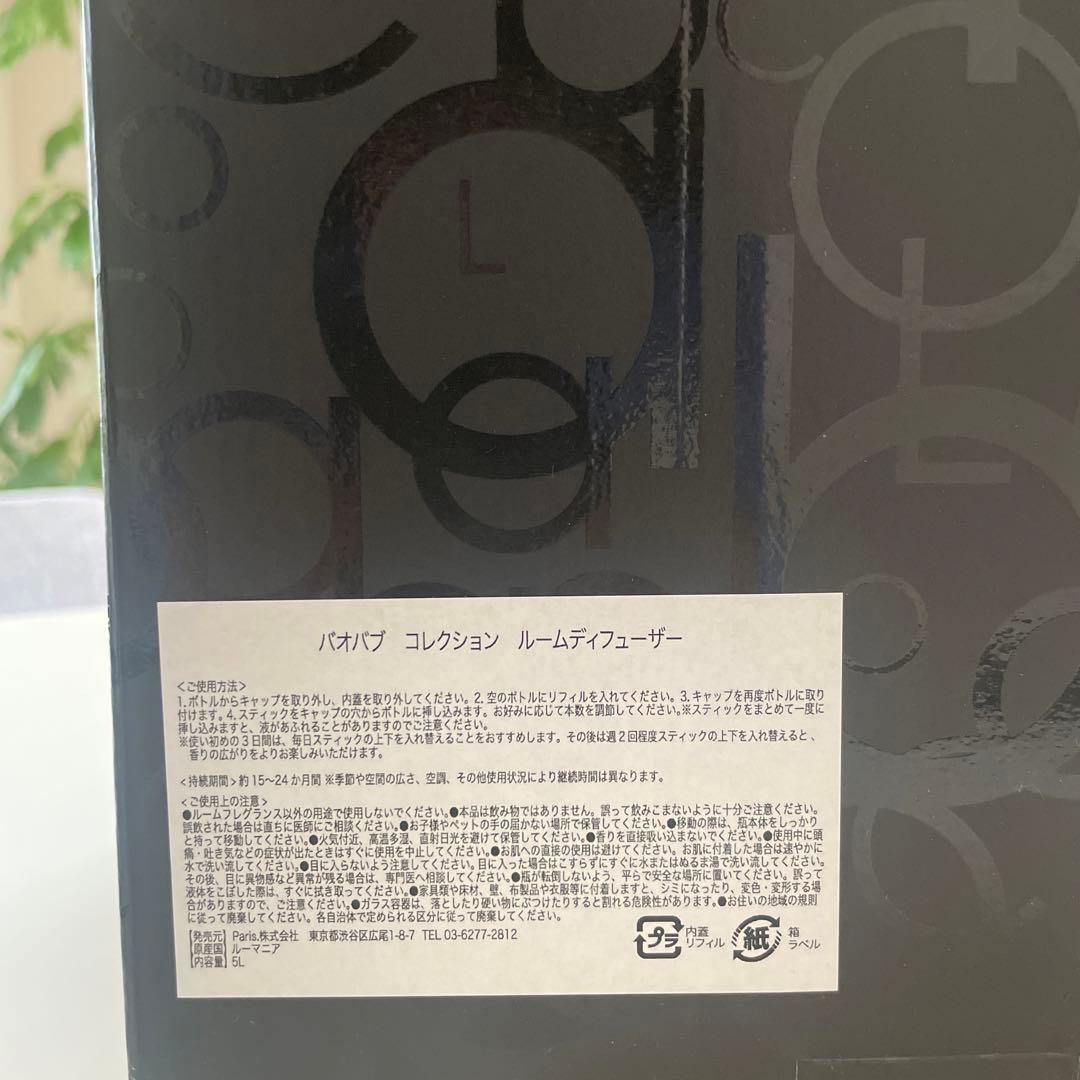 L
バオバブ コレクション ルームディフューザー
<ご使用方法>
1.ボトルからキャップを取り外し、内蓋を取り外してください。2.空のボトルにリフィルを入れてください。3.キャップを再度ボトルに取り
付けます。4.スティックをキャップの穴からボトルに挿し込みます。お好みに応じて本数を調節してください。※スティックをまとめて一度に
挿し込みますと、液があふれることがありますのでご注意ください。
※使い初めの3日間は、毎日スティックの上下を入れ替えることをおすすめします。その後は週2回程度スティックの上下を入れ替えると、
香りの広がりをよりお楽しみいただけます。
<持続期間>約15～24か月間 ※季節や空間の広さ、空調、その他使用状況により継続時間は異なります。
<ご使用上の注意>
●ルームフレグランス以外の用途で使用しないでください。●本品は飲み物ではありません。誤って飲みこまないように十分ご注意ください。
誤飲された場合は直ちに医師にご相談ください。●お子様やペットの手の届かない場所で保管してください。●移動の際は、瓶本体をしっかり
と持って移動してください。●火気付近、高温多湿、直射日光を避けて保管してください。●香りを直接吸い込まないでください。●使用中に頭
痛・吐き気などの症状が出たときはすぐに使用を中止してください。●お肌への直接の使用は避けてください。お肌に付着した場合は速やかに
水で洗い流してください。●目に入らないよう注意してください。目に入った場合はこすらずにすぐに水またはぬるま湯で洗い流してください。
その後、目に異物感など異常が残る場合は、専門医へ相談してください。●瓶が転倒しないよう、平らで安全な場所に置いてください。誤って
液体をこぼした際は、すぐに拭き取ってください。●家具類や床材、壁、布製品や衣服等に付着しますと、シミになったり、変色・変形する場
合がありますので、ご注意ください。●ガラス容器は、落としたり硬い物にぶつけたりすると割れる危険性があります。●お住いの地域の規則
に従って廃棄してください。各自治体で定められる区分に従って廃棄してください。
【発売元】Paris.株式会社 東京都渋谷区広尾1-8-7 TEL 03-6277-2812
【原産国】ルーマニア
【内容量】5L
プラ 内蓋 リフィル
紙 箱 ラベル